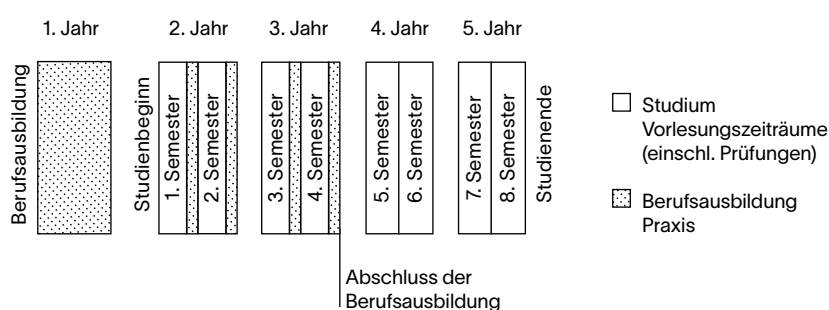 1. Jahr
2. Jahr
3. Jahr
4. Jahr
5. Jahr
Berufsausbildung
Studienbeginn
1. Semester
2. Semester
3. Semester
4. Semester
5. Semester
6. Semester
7. Semester
8. Semester
Studienende
Studium
Vorlesungszeiträume
(einschl. Prüfungen)
Berufsausbildung
Praxis
Abschluss der
Berufsausbildung